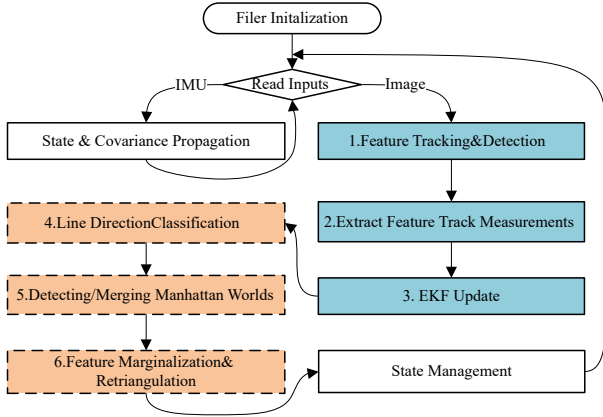 Filer Initalization
Read Inputs
IMU
Image
State & Covariance Propagation
1.Feature Tracking&Detection
4.Line DirectionClassification
2.Extract Feature Track Measurements
5.Detecting/Merging Manhattan Worlds
3. EKF Update
6.Feature Marginalization&
Retriangulation
State Management